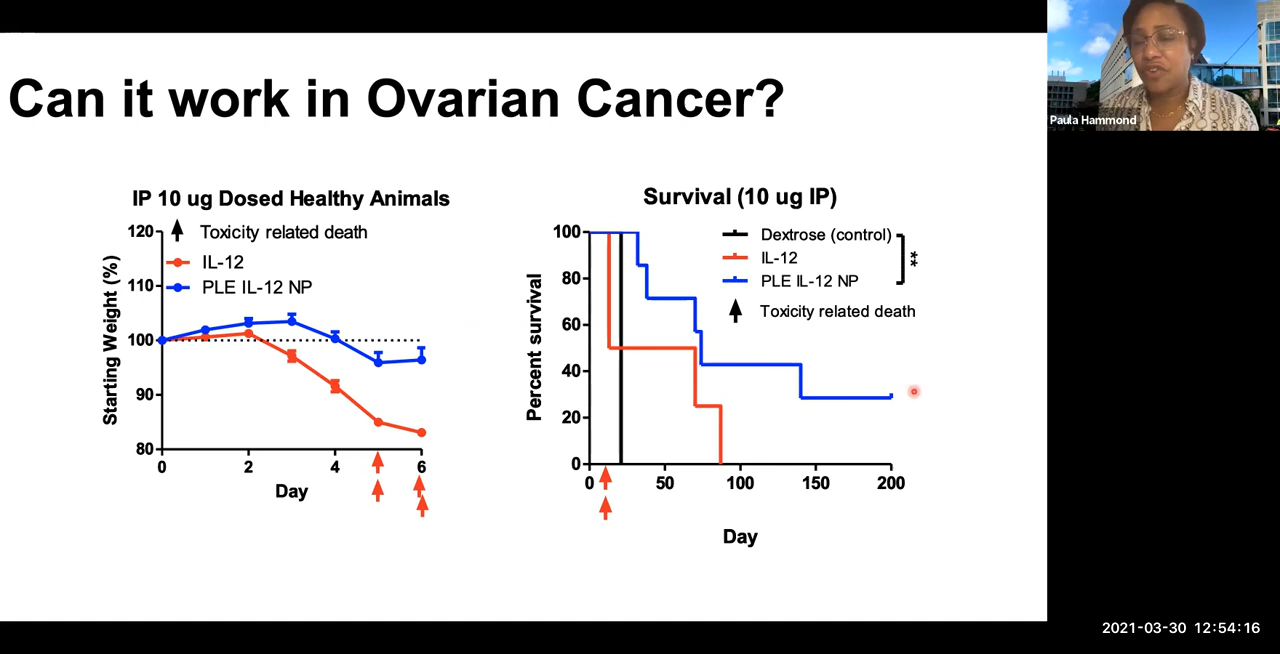 Can it work in Ovarian Cancer?
Paula Hammond
IP 10 ug Dosed Healthy Animals
Toxicity related death
IL-12
PLE IL-12 NP
Starting Weight (%)
120
110
100
90
80
0
2
4
6
Day
Survival (10 ug IP)
Dextrose (control)
IL-12
PLE IL-12 NP
**
Toxicity related death
Percent survival
100
80
60
40
20
0
0
50
100
150
200
Day
2021-03-30 12:54:16